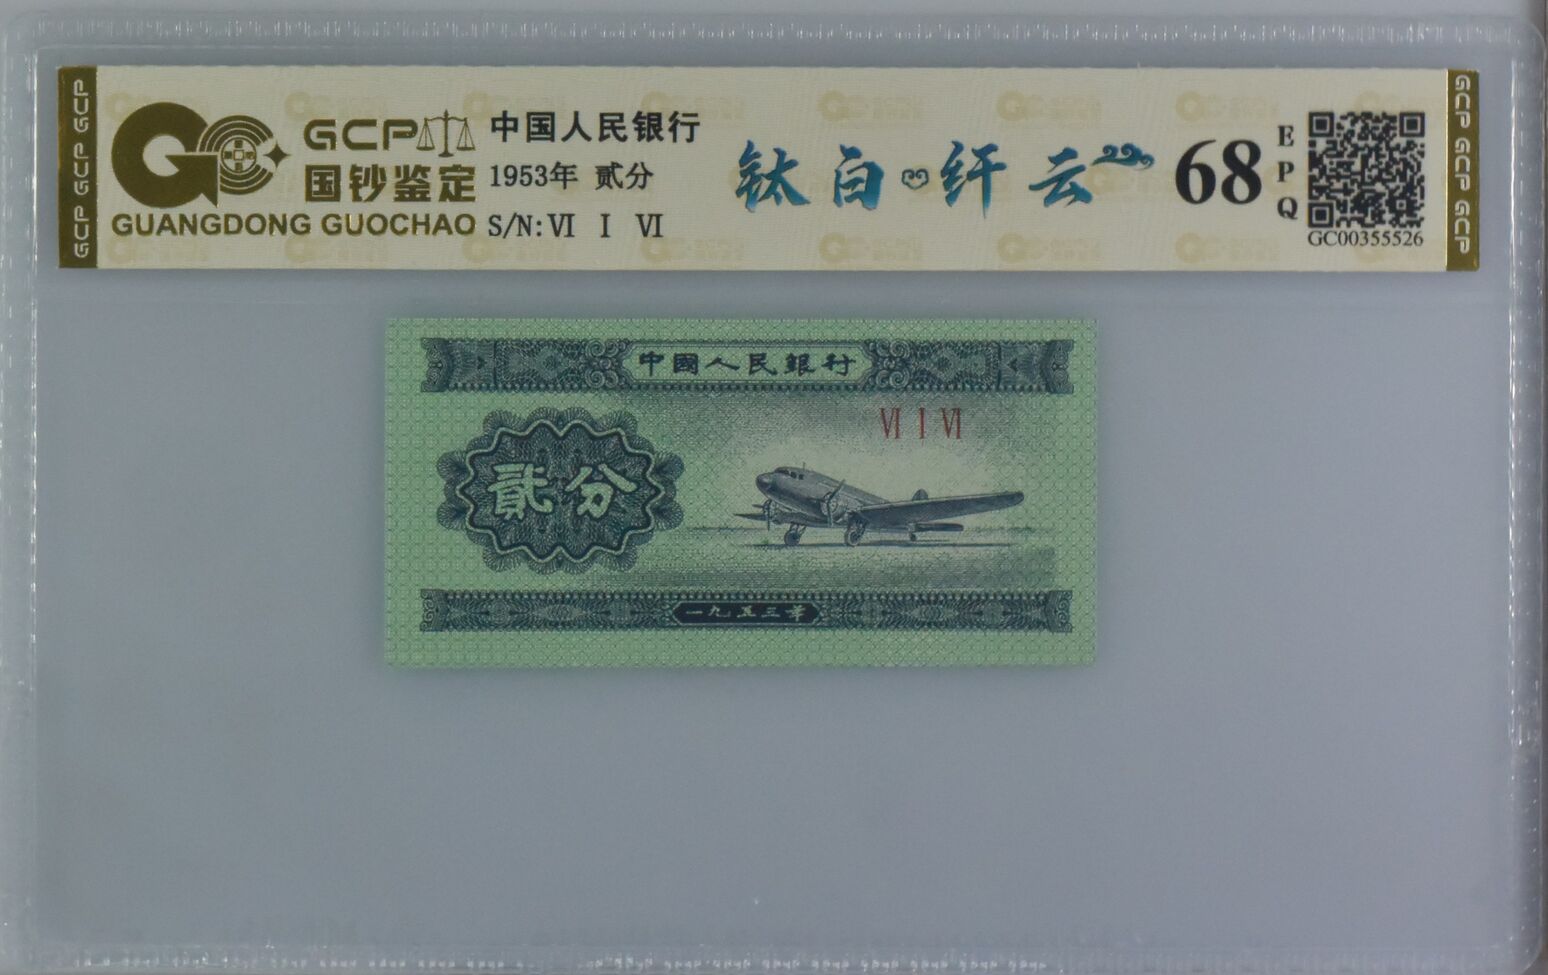 GCP GCP GCP
GCP
国钞鉴定
GUANGDONG GUOCHAO
中国人民银行
1953年 贰分
S/N: VI I VI
钛白·纤云
68
EPQ
GC00355526
GCP GCP GCP
中國人民銀行
VI I VI
貳分
一九五三年